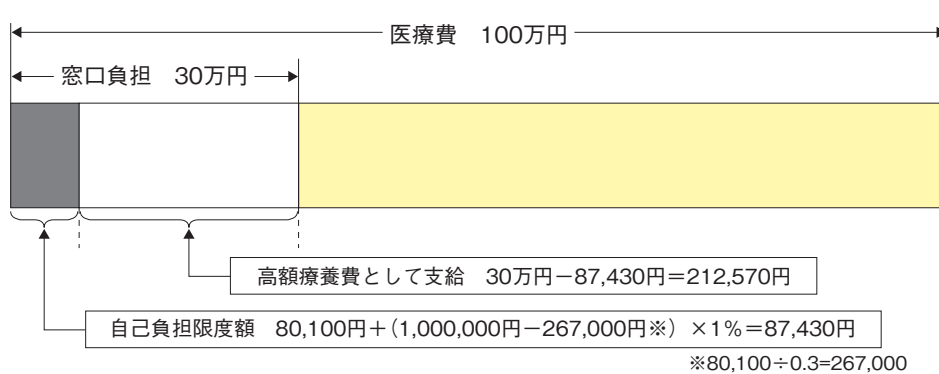 医療費　100万円
窓口負担　30万円
高額療養費として支給　30万円－87,430円＝212,570円
自己負担限度額　80,100円＋(1,000,000円－267,000円※) ×1％＝87,430円
※80,100÷0.3=267,000